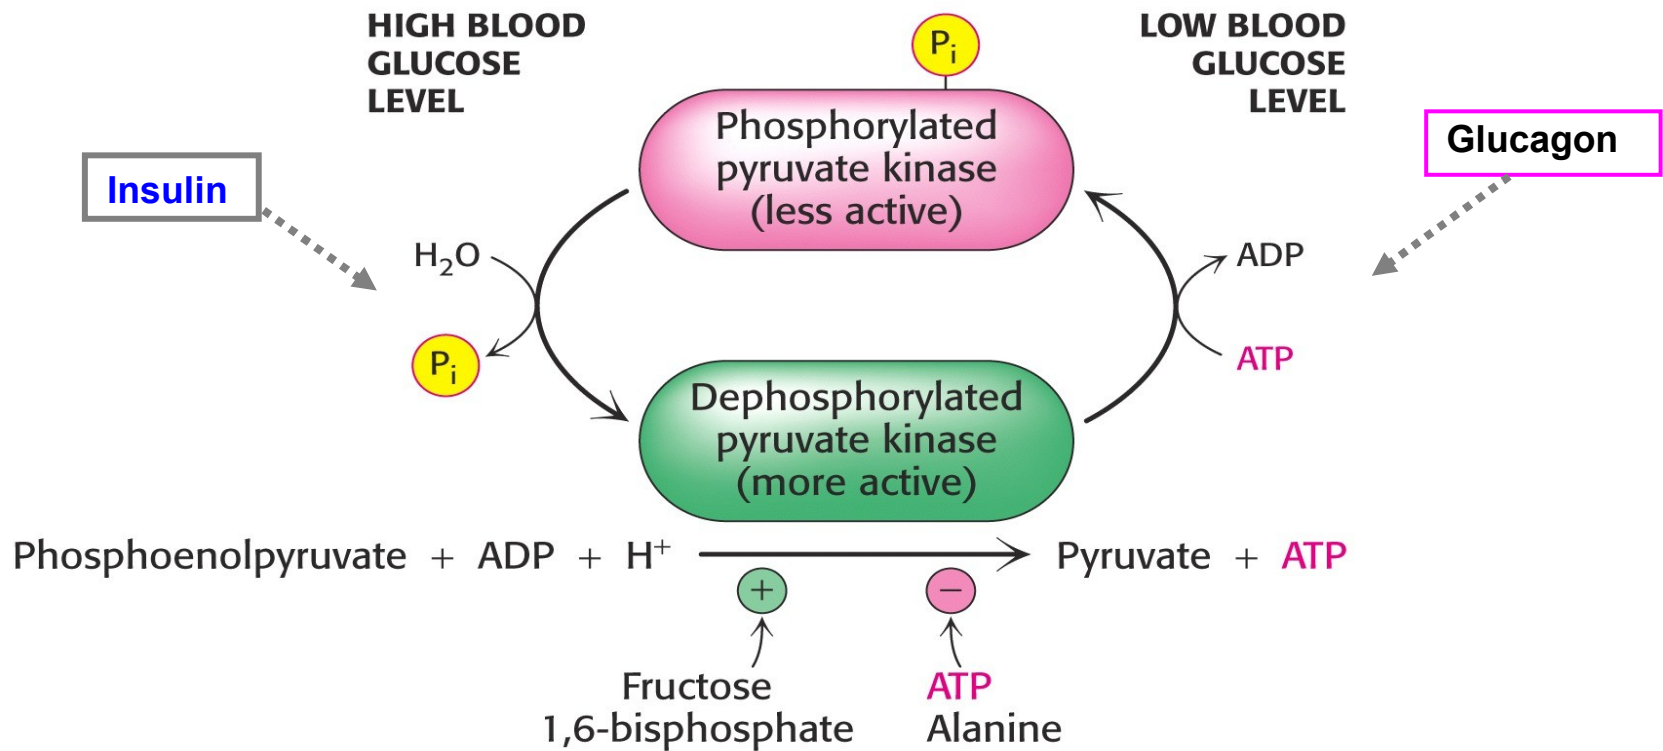 HIGH BLOOD
GLUCOSE
LEVEL
LOW BLOOD
GLUCOSE
LEVEL
Pi
Phosphorylated
pyruvate kinase
(less active)
Glucagon
Insulin
H₂O
Pi
ADP
ATP
Dephosphorylated
pyruvate kinase
(more active)
Phosphoenolpyruvate + ADP + H⁺ → Pyruvate + ATP
+
−
Fructose
1,6-bisphosphate
ATP
Alanine